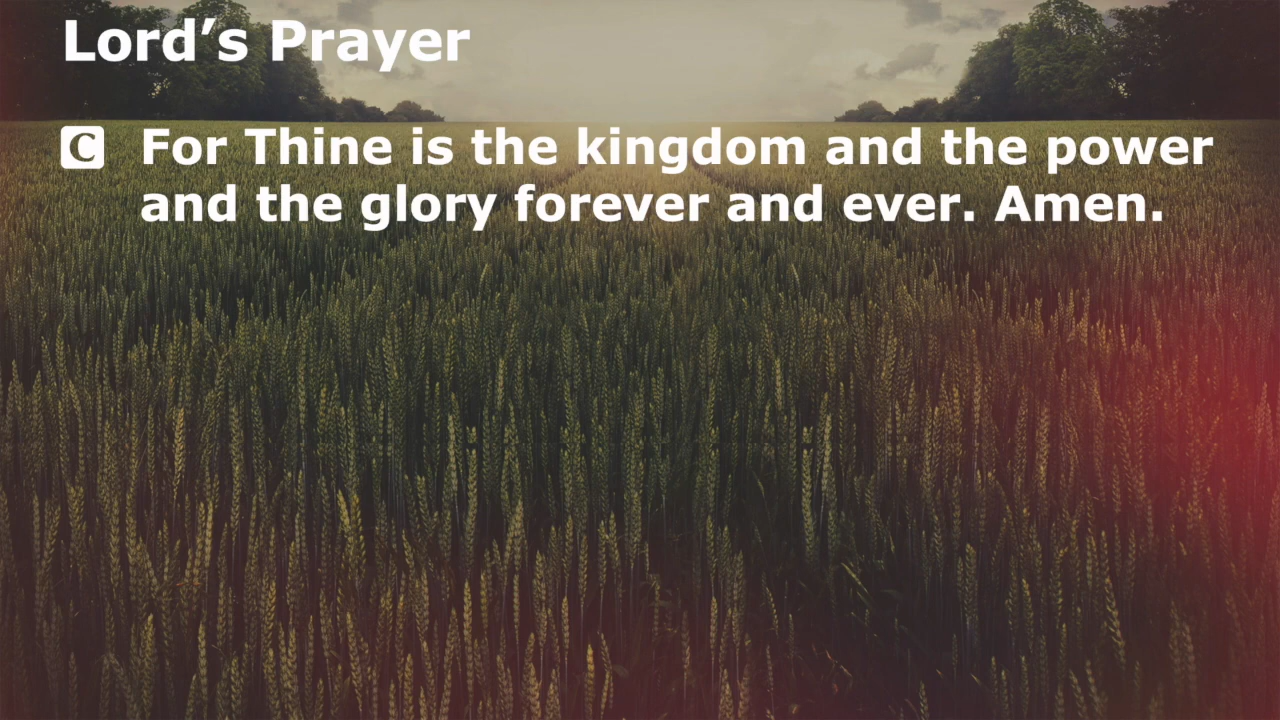 Lord’s Prayer
C For Thine is the kingdom and the power
and the glory forever and ever. Amen.